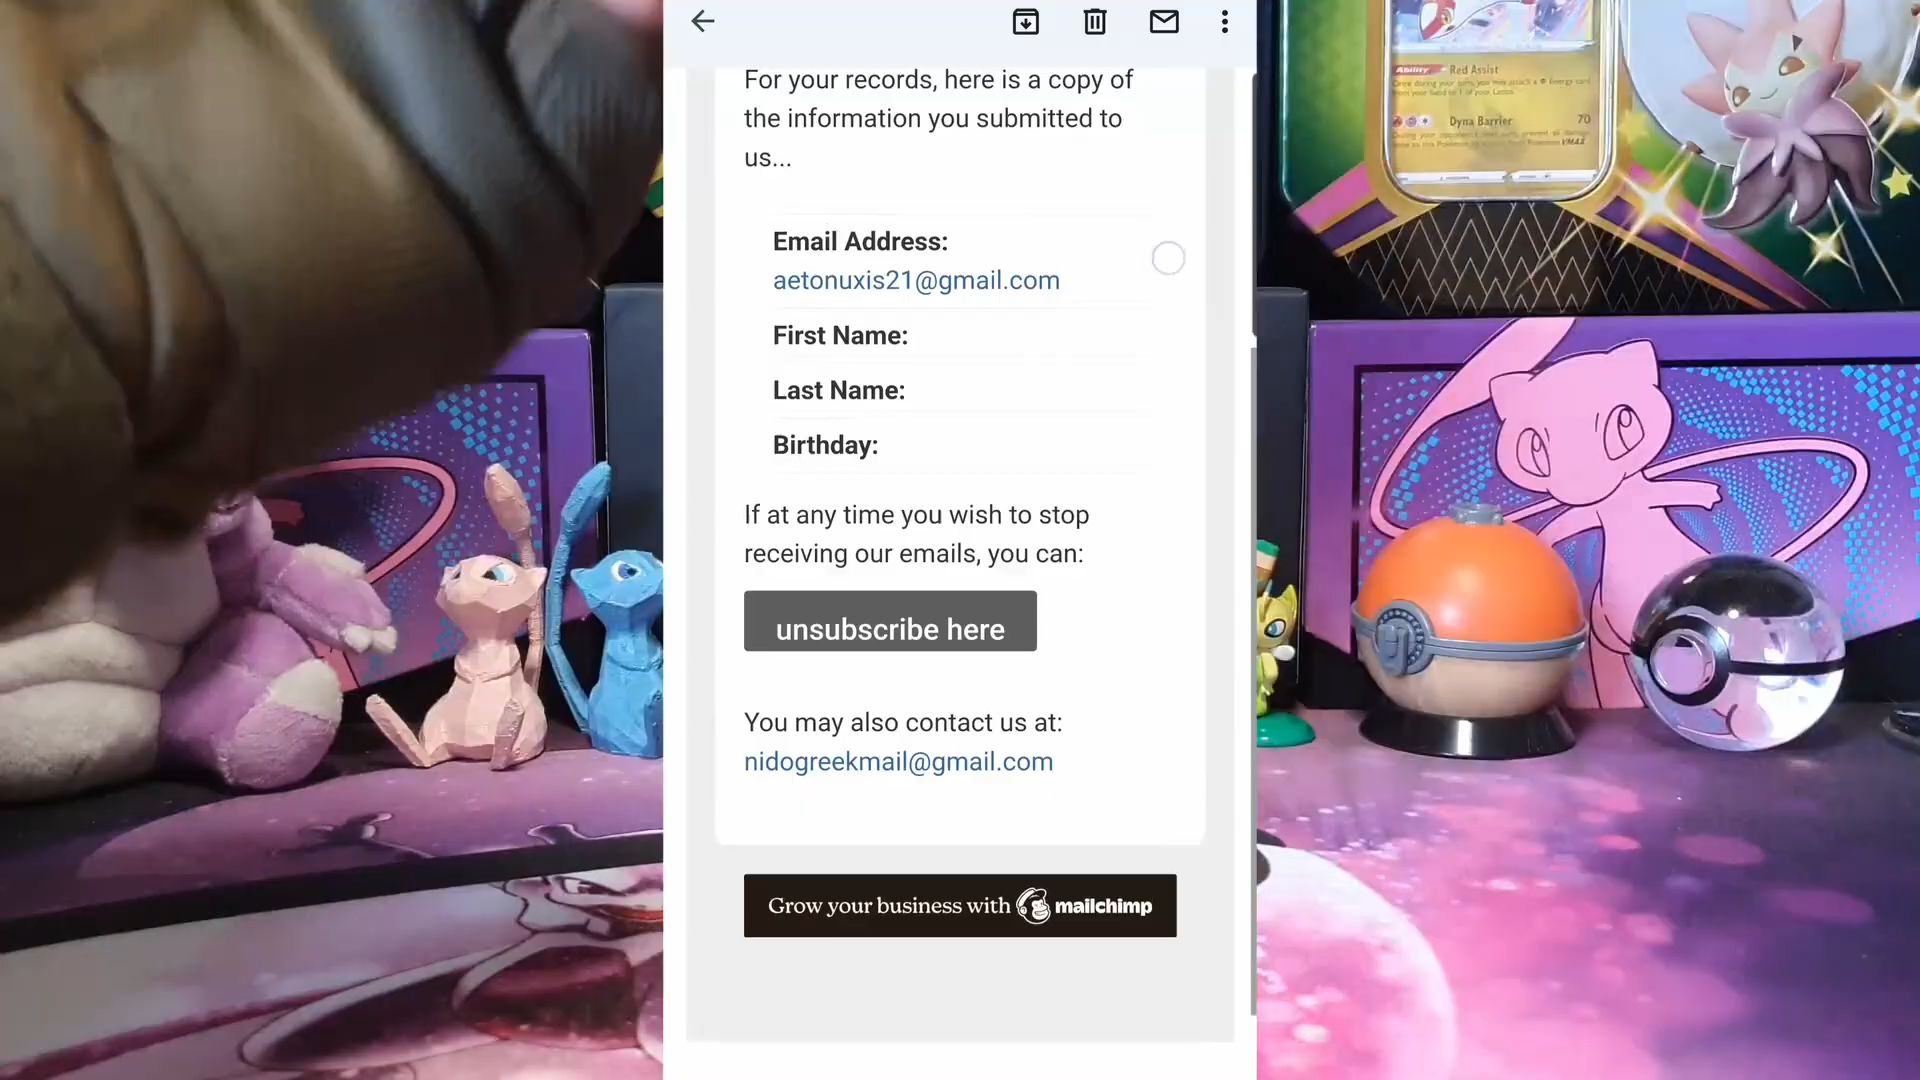 For your records, here is a copy of
the information you submitted to
us...
Email Address:
aetonuxis21@gmail.com
First Name:
Last Name:
Birthday:
If at any time you wish to stop
receiving our emails, you can:
unsubscribe here
You may also contact us at:
nidogreekmail@gmail.com
Grow your business with mailchimp
Ability Red Assist
Dyna Barrier 70